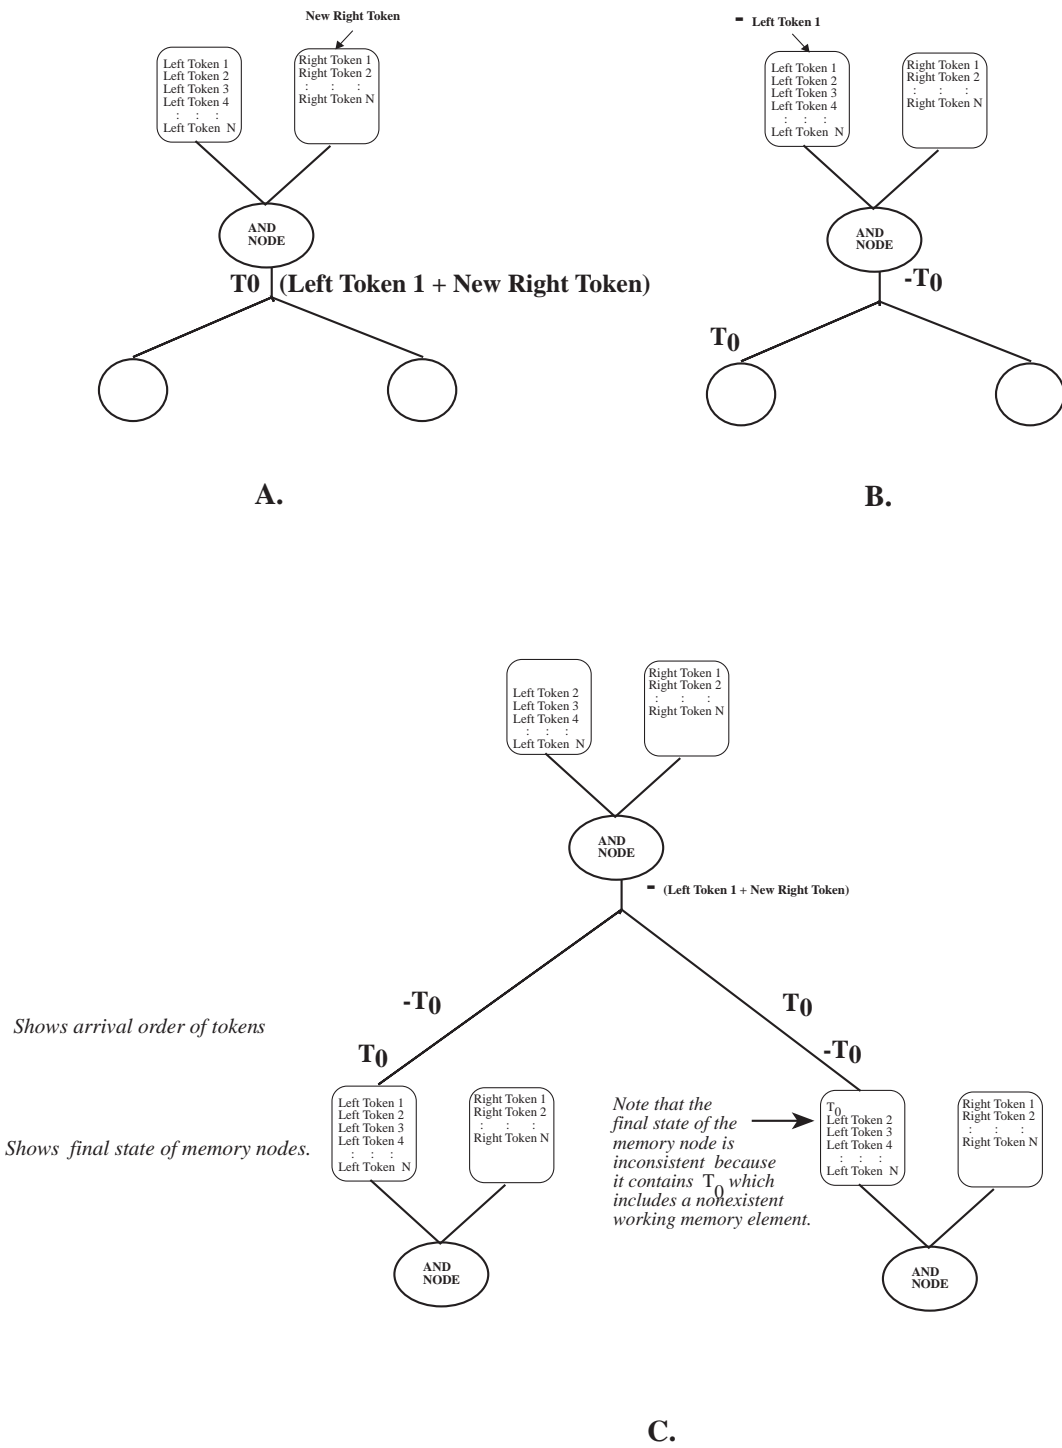 New Right Token
Left Token 1
Left Token 2
Left Token 3
Left Token 4
: : :
Left Token N
Right Token 1
Right Token 2
: : :
Right Token N
AND
NODE
T0 (Left Token 1 + New Right Token)
A.
- Left Token 1
Left Token 1
Left Token 2
Left Token 3
Left Token 4
: : :
Left Token N
Right Token 1
Right Token 2
: : :
Right Token N
AND
NODE
-T0
T0
B.
Left Token 2
Left Token 3
Left Token 4
: : :
Left Token N
Right Token 1
Right Token 2
: : :
Right Token N
AND
NODE
- (Left Token 1 + New Right Token)
-T0
T0
Shows arrival order of tokens
T0
-T0
Shows final state of memory nodes.
Left Token 1
Left Token 2
Left Token 3
Left Token 4
: : :
Left Token N
Right Token 1
Right Token 2
: : :
Right Token N
AND
NODE
Note that the
final state of the
memory node is
inconsistent because
it contains T0 which
includes a nonexistent
working memory element.
T0
Left Token 2
Left Token 3
Left Token 4
: : :
Left Token N
Right Token 1
Right Token 2
: : :
Right Token N
AND
NODE
C.